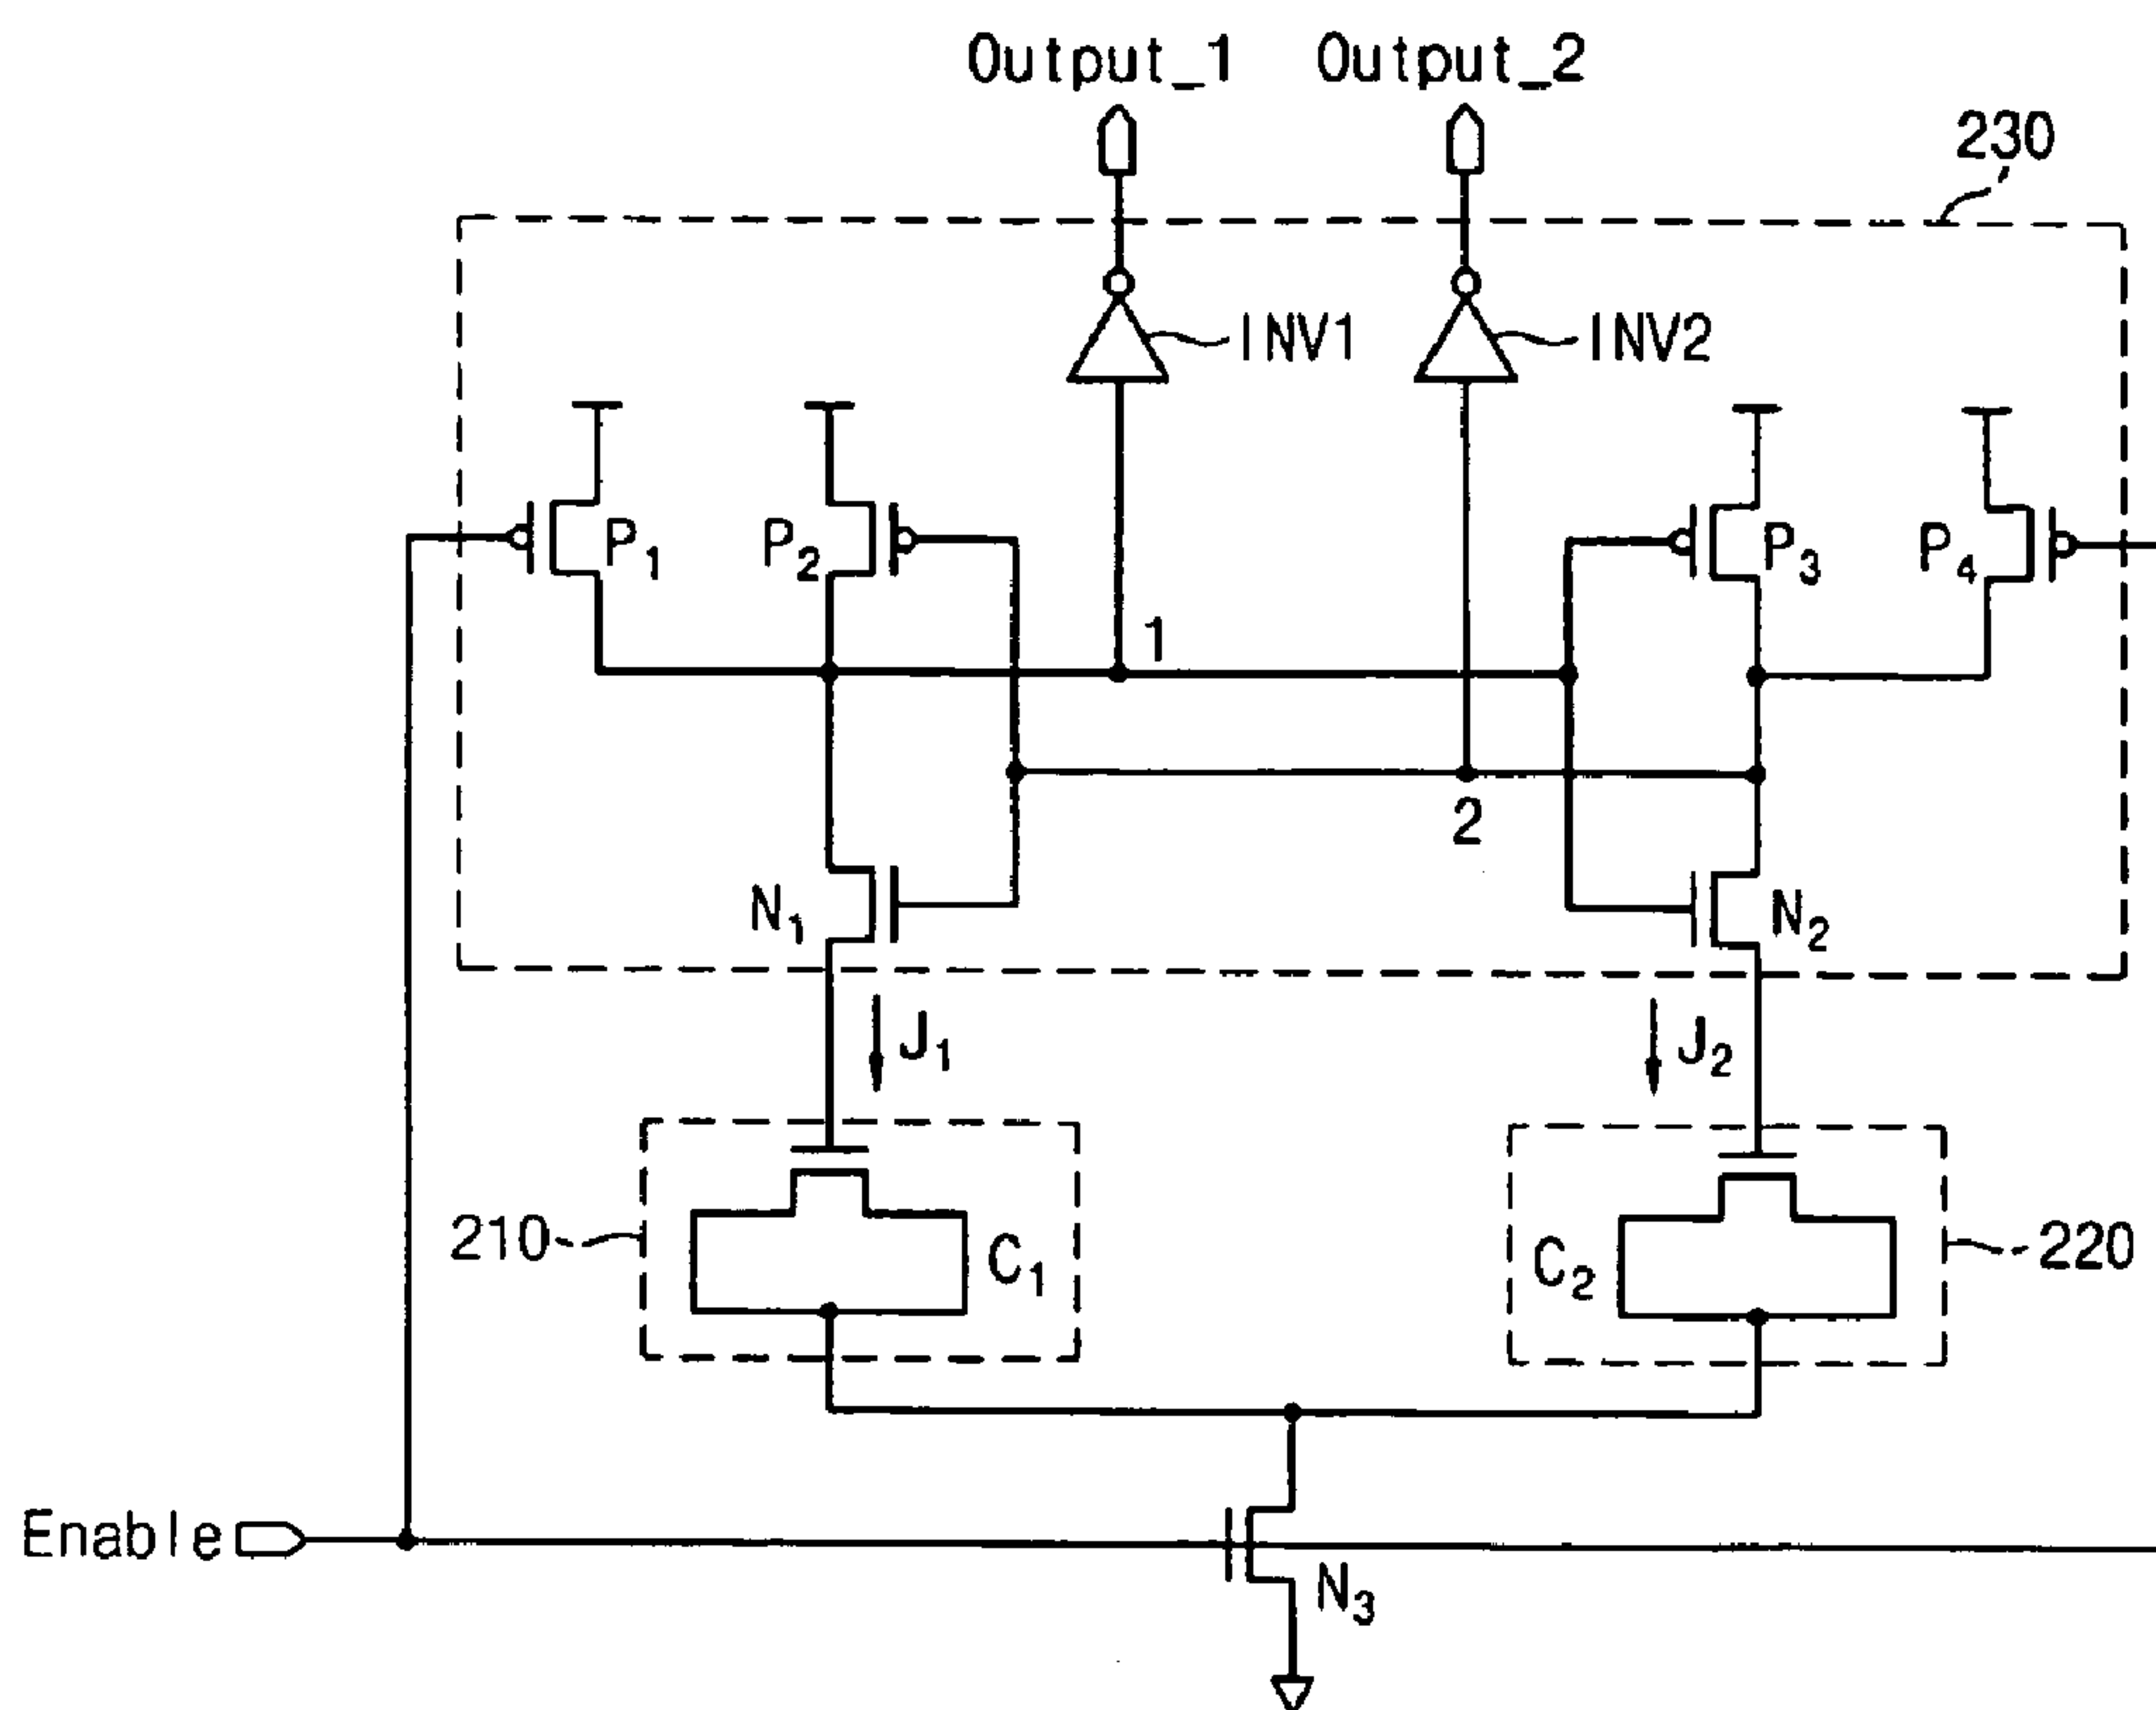 Output_1 Output_2
230
INV1 INV2
P1 P2 P3 P4
1
2
N1 N2
J1 J2
210 C1 C2 220
Enable
N3